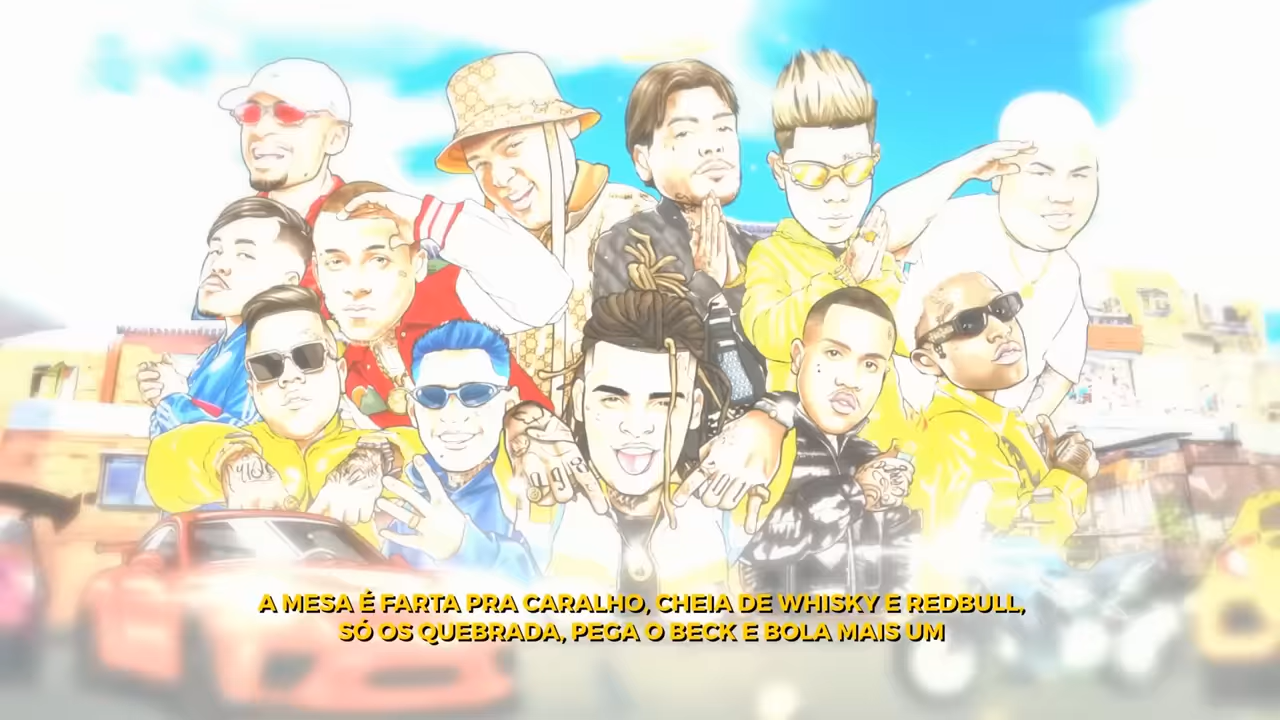 A MESA É FARTA PRA CARALHO, CHEIA DE WHISKY E REDBULL,
SÓ OS QUEBRADA, PEGA O BECK E BOLA MAIS UM